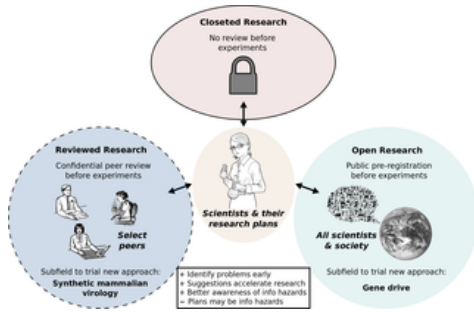 Closeted Research
No review before
experiments
Reviewed Research
Confidential peer review
before experiments
Select
peers
Subfield to trial new approach:
Synthetic mammalian
virology
Scientists & their
research plans
+ Identify problems early
+ Suggestions accelerate research
+ Better awareness of info hazards
− Plans may be info hazards
Open Research
Public pre-registration
before experiments
All scientists
& society
Subfield to trial new approach:
Gene drive